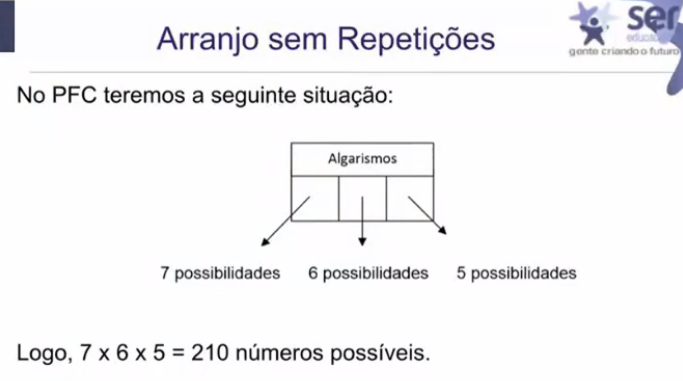 Arranjo sem Repetições
ser
educacional
gente criando o futuro
No PFC teremos a seguinte situação:
Algarismos
7 possibilidades 6 possibilidades 5 possibilidades
Logo, 7 x 6 x 5 = 210 números possíveis.